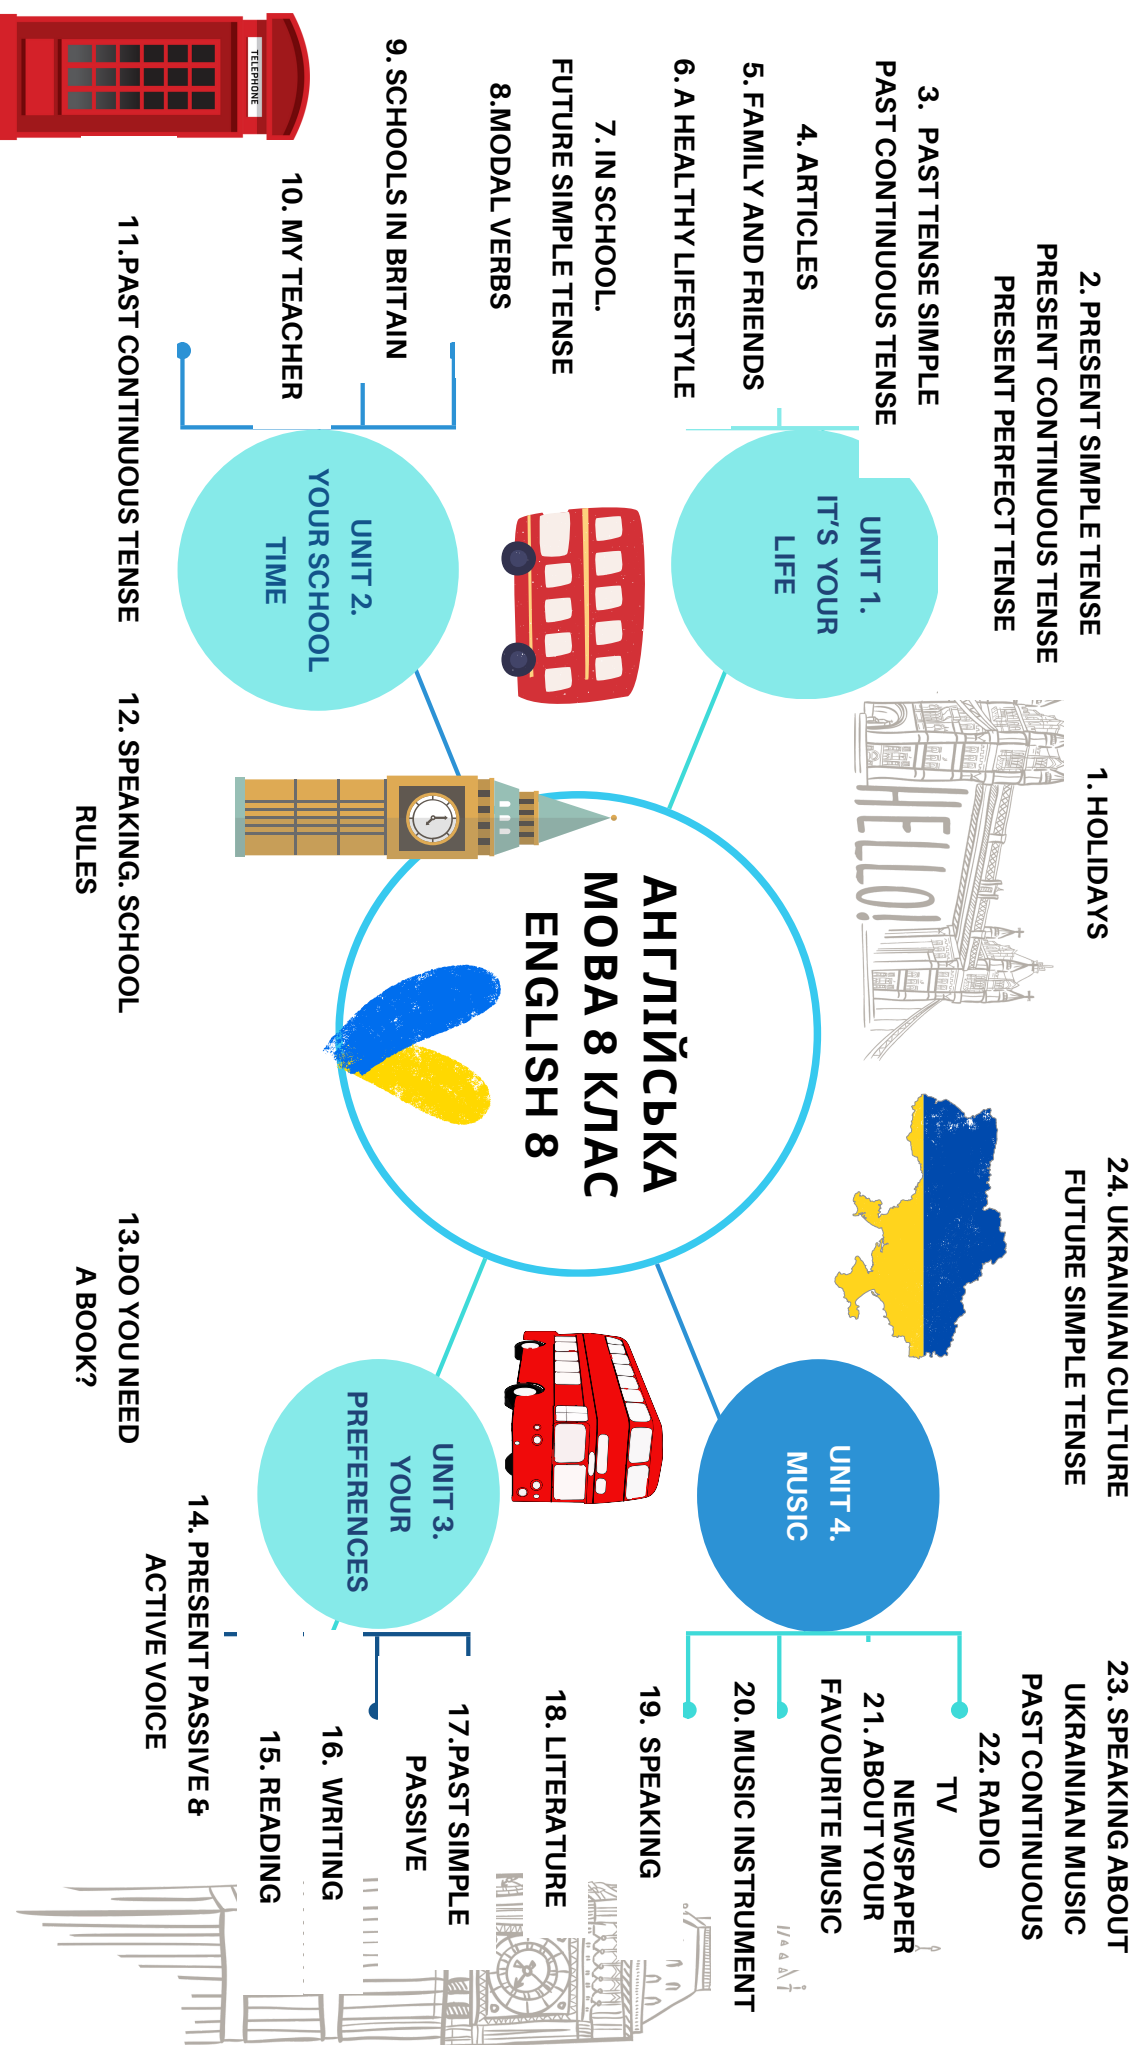 АНГЛІЙСЬКА
МОВА 8 КЛАС
ENGLISH 8
UNIT 1.
IT'S YOUR
LIFE
1. HOLIDAYS
2. PRESENT SIMPLE TENSE
PRESENT CONTINUOUS TENSE
PRESENT PERFECT TENSE
3. PAST TENSE SIMPLE
PAST CONTINUOUS TENSE
4. ARTICLES
5. FAMILY AND FRIENDS
6. A HEALTHY LIFESTYLE
7. IN SCHOOL.
FUTURE SIMPLE TENSE
8.MODAL VERBS
UNIT 2.
YOUR SCHOOL
TIME
9. SCHOOLS IN BRITAIN
10. MY TEACHER
11.PAST CONTINUOUS TENSE
12. SPEAKING. SCHOOL
RULES
13.DO YOU NEED
A BOOK?
UNIT 3.
YOUR
PREFERENCES
14. PRESENT PASSIVE &
ACTIVE VOICE
15. READING
16. WRITING
17.PAST SIMPLE
PASSIVE
18. LITERATURE
19. SPEAKING
UNIT 4.
MUSIC
20. MUSIC INSTRUMENT
21. ABOUT YOUR
FAVOURITE MUSIC
22. RADIO
TV
NEWSPAPER
23. SPEAKING ABOUT
UKRAINIAN MUSIC
PAST CONTINUOUS
24. UKRAINIAN CULTURE
FUTURE SIMPLE TENSE
HELLO!
TELEPHONE